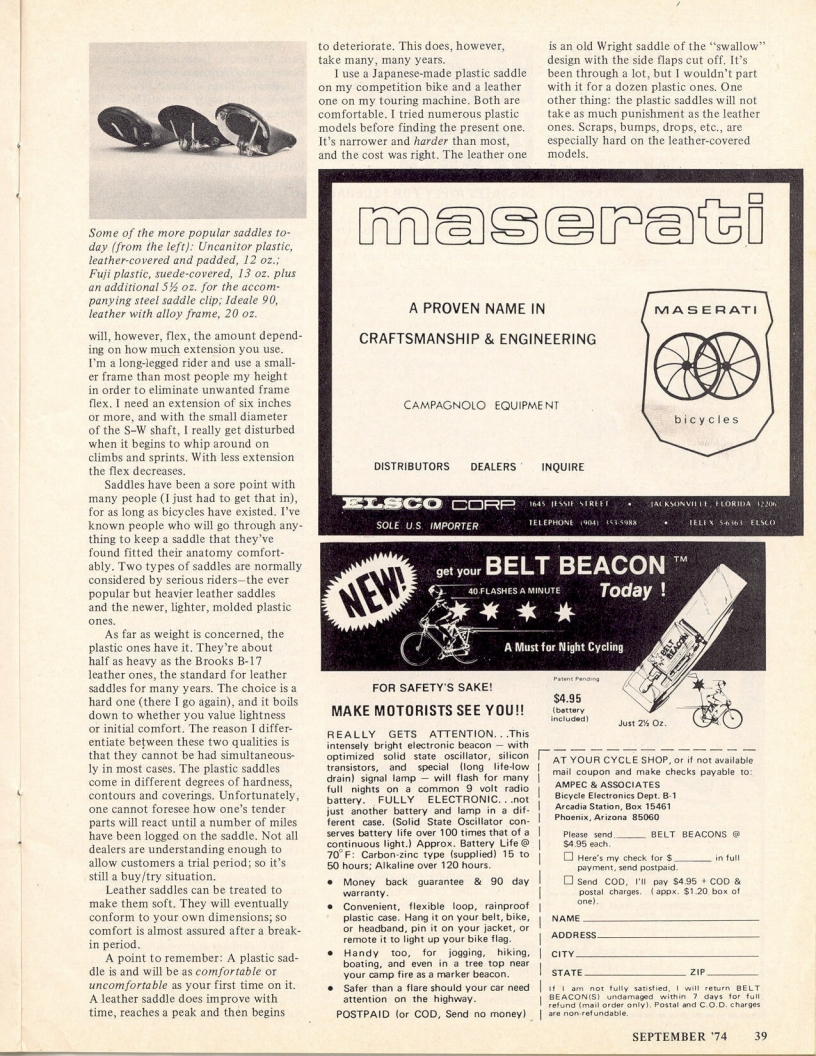 Some of the more popular saddles to-
day (from the left): Uncanitor plastic,
leather-covered and padded, 12 oz.;
Fuji plastic, suede-covered, 13 oz. plus
an additional 5½ oz. for the accom-
panying steel saddle clip; Ideale 90,
leather with alloy frame, 20 oz.
will, however, flex, the amount depend-
ing on how much extension you use.
I'm a long-legged rider and use a small-
er frame than most people my height
in order to eliminate unwanted frame
flex. I need an extension of six inches
or more, and with the small diameter
of the S-W shaft, I really get disturbed
when it begins to whip around on
climbs and sprints. With less extension
the flex decreases.
Saddles have been a sore point with
many people (I just had to get that in),
for as long as bicycles have existed. I've
known people who will go through any-
thing to keep a saddle that they've
found fitted their anatomy comfort-
ably. Two types of saddles are normally
considered by serious riders—the ever
popular but heavier leather saddles
and the newer, lighter, molded plastic
ones.
As far as weight is concerned, the
plastic ones have it. They're about
half as heavy as the Brooks B-17
leather ones, the standard for leather
saddles for many years. The choice is a
hard one (there I go again), and it boils
down to whether you value lightness
or initial comfort. The reason I differ-
entiate between these two qualities is
that they cannot be had simultaneous-
ly in most cases. The plastic saddles
come in different degrees of hardness,
contours and coverings. Unfortunately,
one cannot foresee how one's tender
parts will react until a number of miles
have been logged on the saddle. Not all
dealers are understanding enough to
allow customers a trial period; so it's
still a buy/try situation.
Leather saddles can be treated to
make them soft. They will eventually
conform to your own dimensions; so
comfort is almost assured after a break-
in period.
A point to remember: A plastic sad-
dle is and will be as comfortable or
uncomfortable as your first time on it.
A leather saddle does improve with
time, reaches a peak and then begins
to deteriorate. This does, however,
take many, many years.
I use a Japanese-made plastic saddle
on my competition bike and a leather
one on my touring machine. Both are
comfortable. I tried numerous plastic
models before finding the present one.
It's narrower and harder than most,
and the cost was right. The leather one
is an old Wright saddle of the "swallow"
design with the side flaps cut off. It's
been through a lot, but I wouldn't part
with it for a dozen plastic ones. One
other thing: the plastic saddles will not
take as much punishment as the leather
ones. Scraps, bumps, drops, etc., are
especially hard on the leather-covered
models.
maserati
A PROVEN NAME IN
CRAFTSMANSHIP & ENGINEERING
CAMPAGNOLO EQUIPMENT
DISTRIBUTORS DEALERS INQUIRE
MASERATI
bicycles
ELSCO CORP 1645 JESSIE STREET • JACKSONVILLE, FLORIDA 32206
SOLE U.S. IMPORTER TELEPHONE (904) 353-5988 • TELEX 5-6363 ELSCO
NEW!
get your BELT BEACON ™
40 FLASHES A MINUTE Today !
A Must for Night Cycling
BELT BEACON
FOR SAFETY'S SAKE!
MAKE MOTORISTS SEE YOU!!
Patent Pending
$4.95
(battery
included)
Just 2½ Oz.
REALLY GETS ATTENTION. . .This
intensely bright electronic beacon — with
optimized solid state oscillator, silicon
transistors, and special (long life-low
drain) signal lamp — will flash for many
full nights on a common 9 volt radio
battery. FULLY ELECTRONIC. . .not
just another battery and lamp in a dif-
ferent case. (Solid State Oscillator con-
serves battery life over 100 times that of a
continuous light.) Approx. Battery Life @
70° F: Carbon-zinc type (supplied) 15 to
50 hours; Alkaline over 120 hours.
• Money back guarantee & 90 day
warranty.
• Convenient, flexible loop, rainproof
plastic case. Hang it on your belt, bike,
or headband, pin it on your jacket, or
remote it to light up your bike flag.
• Handy too, for jogging, hiking,
boating, and even in a tree top near
your camp fire as a marker beacon.
• Safer than a flare should your car need
attention on the highway.
POSTPAID (or COD, Send no money)
AT YOUR CYCLE SHOP, or if not available
mail coupon and make checks payable to:
AMPEC & ASSOCIATES
Bicycle Electronics Dept. B-1
Arcadia Station, Box 15461
Phoenix, Arizona 85060
Please send ______ BELT BEACONS @
$4.95 each.
☐ Here's my check for $ ________ in full
payment, send postpaid.
☐ Send COD, I'll pay $4.95 + COD &
postal charges. (appx. $1.20 box of
one).
NAME
ADDRESS
CITY
STATE ZIP
If I am not fully satisfied, I will return BELT
BEACON(S) undamaged within 7 days for full
refund (mail order only). Postal and C.O.D. charges
are non-refundable.
SEPTEMBER '74 39